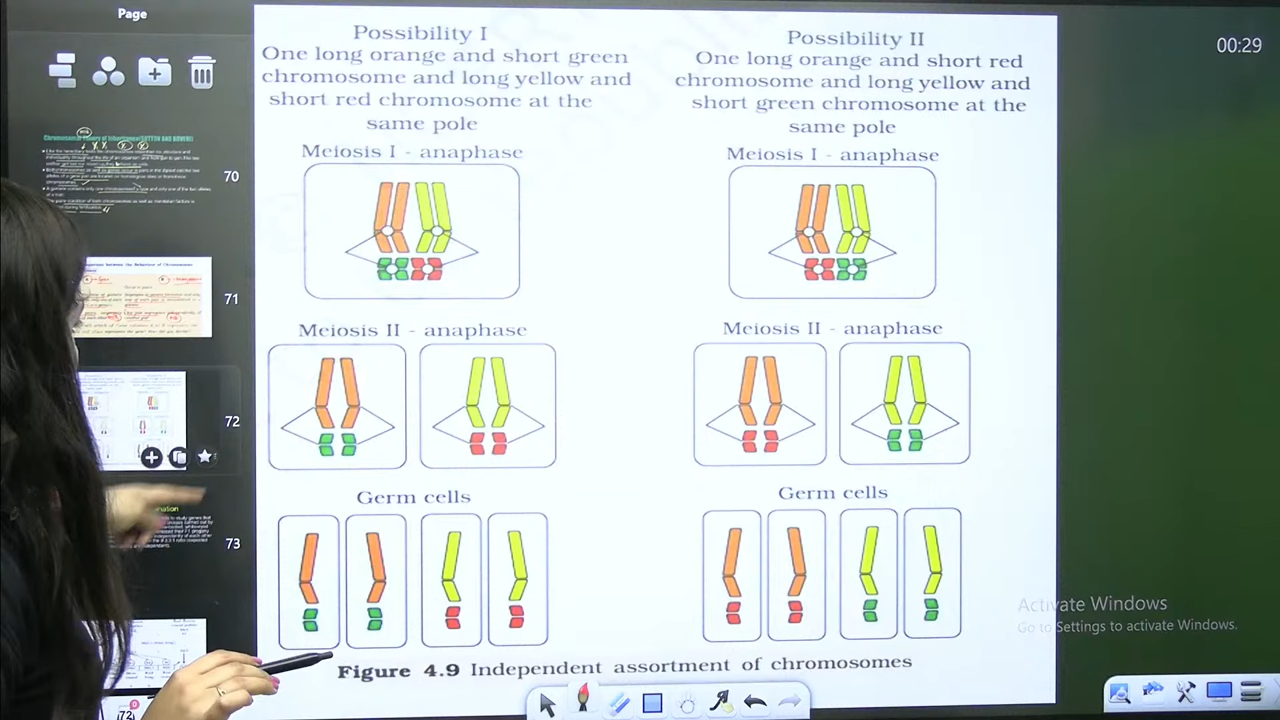 Page
00:29
Possibility I
One long orange and short green
chromosome and long yellow and
short red chromosome at the
same pole
Meiosis I - anaphase
Meiosis II - anaphase
Germ cells
Possibility II
One long orange and short red
chromosome and long yellow and
short green chromosome at the
same pole
Meiosis I - anaphase
Meiosis II - anaphase
Germ cells
Figure 4.9 Independent assortment of chromosomes
70
71
72
73
72
Activate Windows
Go to Settings to activate Windows.